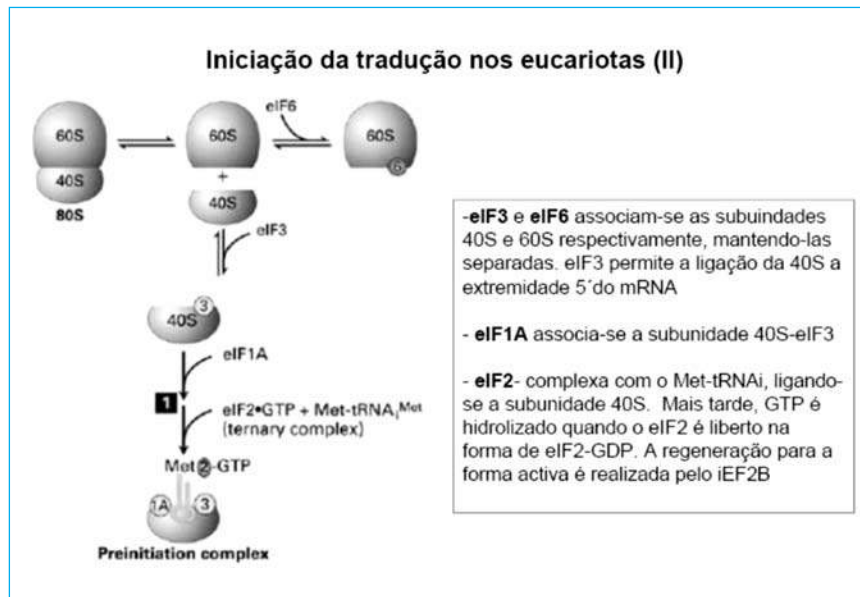 Iniciação da tradução nos eucariotas (II)
eIF6
60S
60S
60S
40S
+
6
80S
40S
eIF3
3
40S
eIF1A
1
eIF2•GTP + Met-tRNAiMet
(ternary complex)
Met 2-GTP
1A
3
Preinitiation complex
-eIF3 e eIF6 associam-se as subuindades
40S e 60S respectivamente, mantendo-las
separadas. eIF3 permite a ligação da 40S a
extremidade 5´do mRNA
- eIF1A associa-se a subunidade 40S-eIF3
- eIF2- complexa com o Met-tRNAi, ligando-
se a subunidade 40S. Mais tarde, GTP é
hidrolizado quando o eIF2 é liberto na
forma de eIF2-GDP. A regeneração para a
forma activa é realizada pelo iEF2B